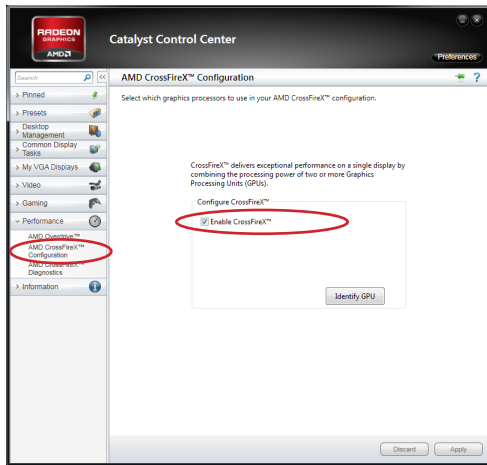 RADEON
GRAPHICS
AMD
Catalyst Control Center
Preferences
Search
AMD CrossFireX™ Configuration
Select which graphics processors to use in your AMD CrossFireX™ configuration.
Pinned
Presets
Desktop
Management
Common Display
Tasks
My VGA Displays
Video
Gaming
Performance
AMD Overdrive™
AMD CrossFireX™
Configuration
AMD CrossFireX™
Diagnostics
Information
CrossFireX™ delivers exceptional performance on a single display by
combining the processing power of two or more Graphics
Processing Units (GPUs).
Configure CrossFireX™
Enable CrossFireX™
Identify GPU
Discard
Apply